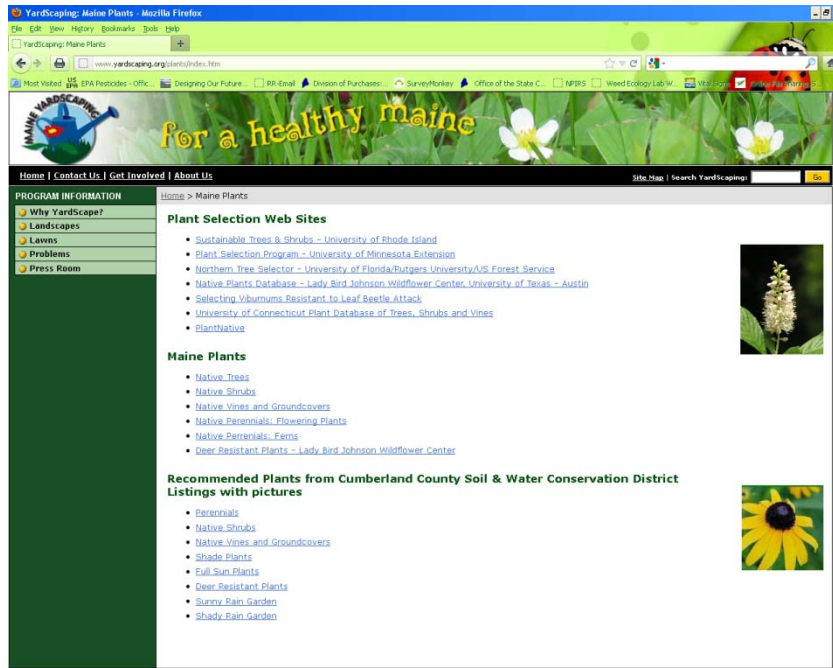 YardScaping: Maine Plants - Mozilla Firefox
File Edit View History Bookmarks Tools Help
YardScaping: Maine Plants
www.yardscaping.org/plants/index.htm
Most Visited EPA Pesticides - Offic... Designing Our Future... RR-Email Division of Purchases:... SurveyMonkey Office of the State C... NPIRS Weed Ecology Lab W... Vital Signs
MAINE YARDSCAPING
for a healthy maine
Home | Contact Us | Get Involved | About Us
Site Map | Search YardScaping: Go
PROGRAM INFORMATION
Why YardScape?
Landscapes
Lawns
Problems
Press Room
Home > Maine Plants
Plant Selection Web Sites
Sustainable Trees & Shrubs - University of Rhode Island
Plant Selection Program - University of Minnesota Extension
Northern Tree Selector - University of Florida/Rutgers University/US Forest Service
Native Plants Database - Lady Bird Johnson Wildflower Center, University of Texas - Austin
Selecting Viburnums Resistant to Leaf Beetle Attack
University of Connecticut Plant Database of Trees, Shrubs and Vines
PlantNative
Maine Plants
Native Trees
Native Shrubs
Native Vines and Groundcovers
Native Perennials: Flowering Plants
Native Perrenials: Ferns
Deer Resistant Plants - Lady Bird Johnson Wildflower Center
Recommended Plants from Cumberland County Soil & Water Conservation District
Listings with pictures
Perennials
Native Shrubs
Native Vines and Groundcovers
Shade Plants
Full Sun Plants
Deer Resistant Plants
Sunny Rain Garden
Shady Rain Garden